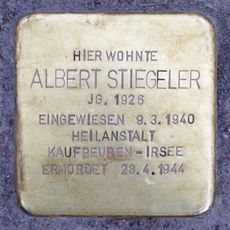 HIER WOHNTE
ALBERT STIEGELER
JG. 1926
EINGEWIESEN 9.3.1940
HEILANSTALT
KAUFBEUREN-IRSEE
ERMORDET 28.4.1944